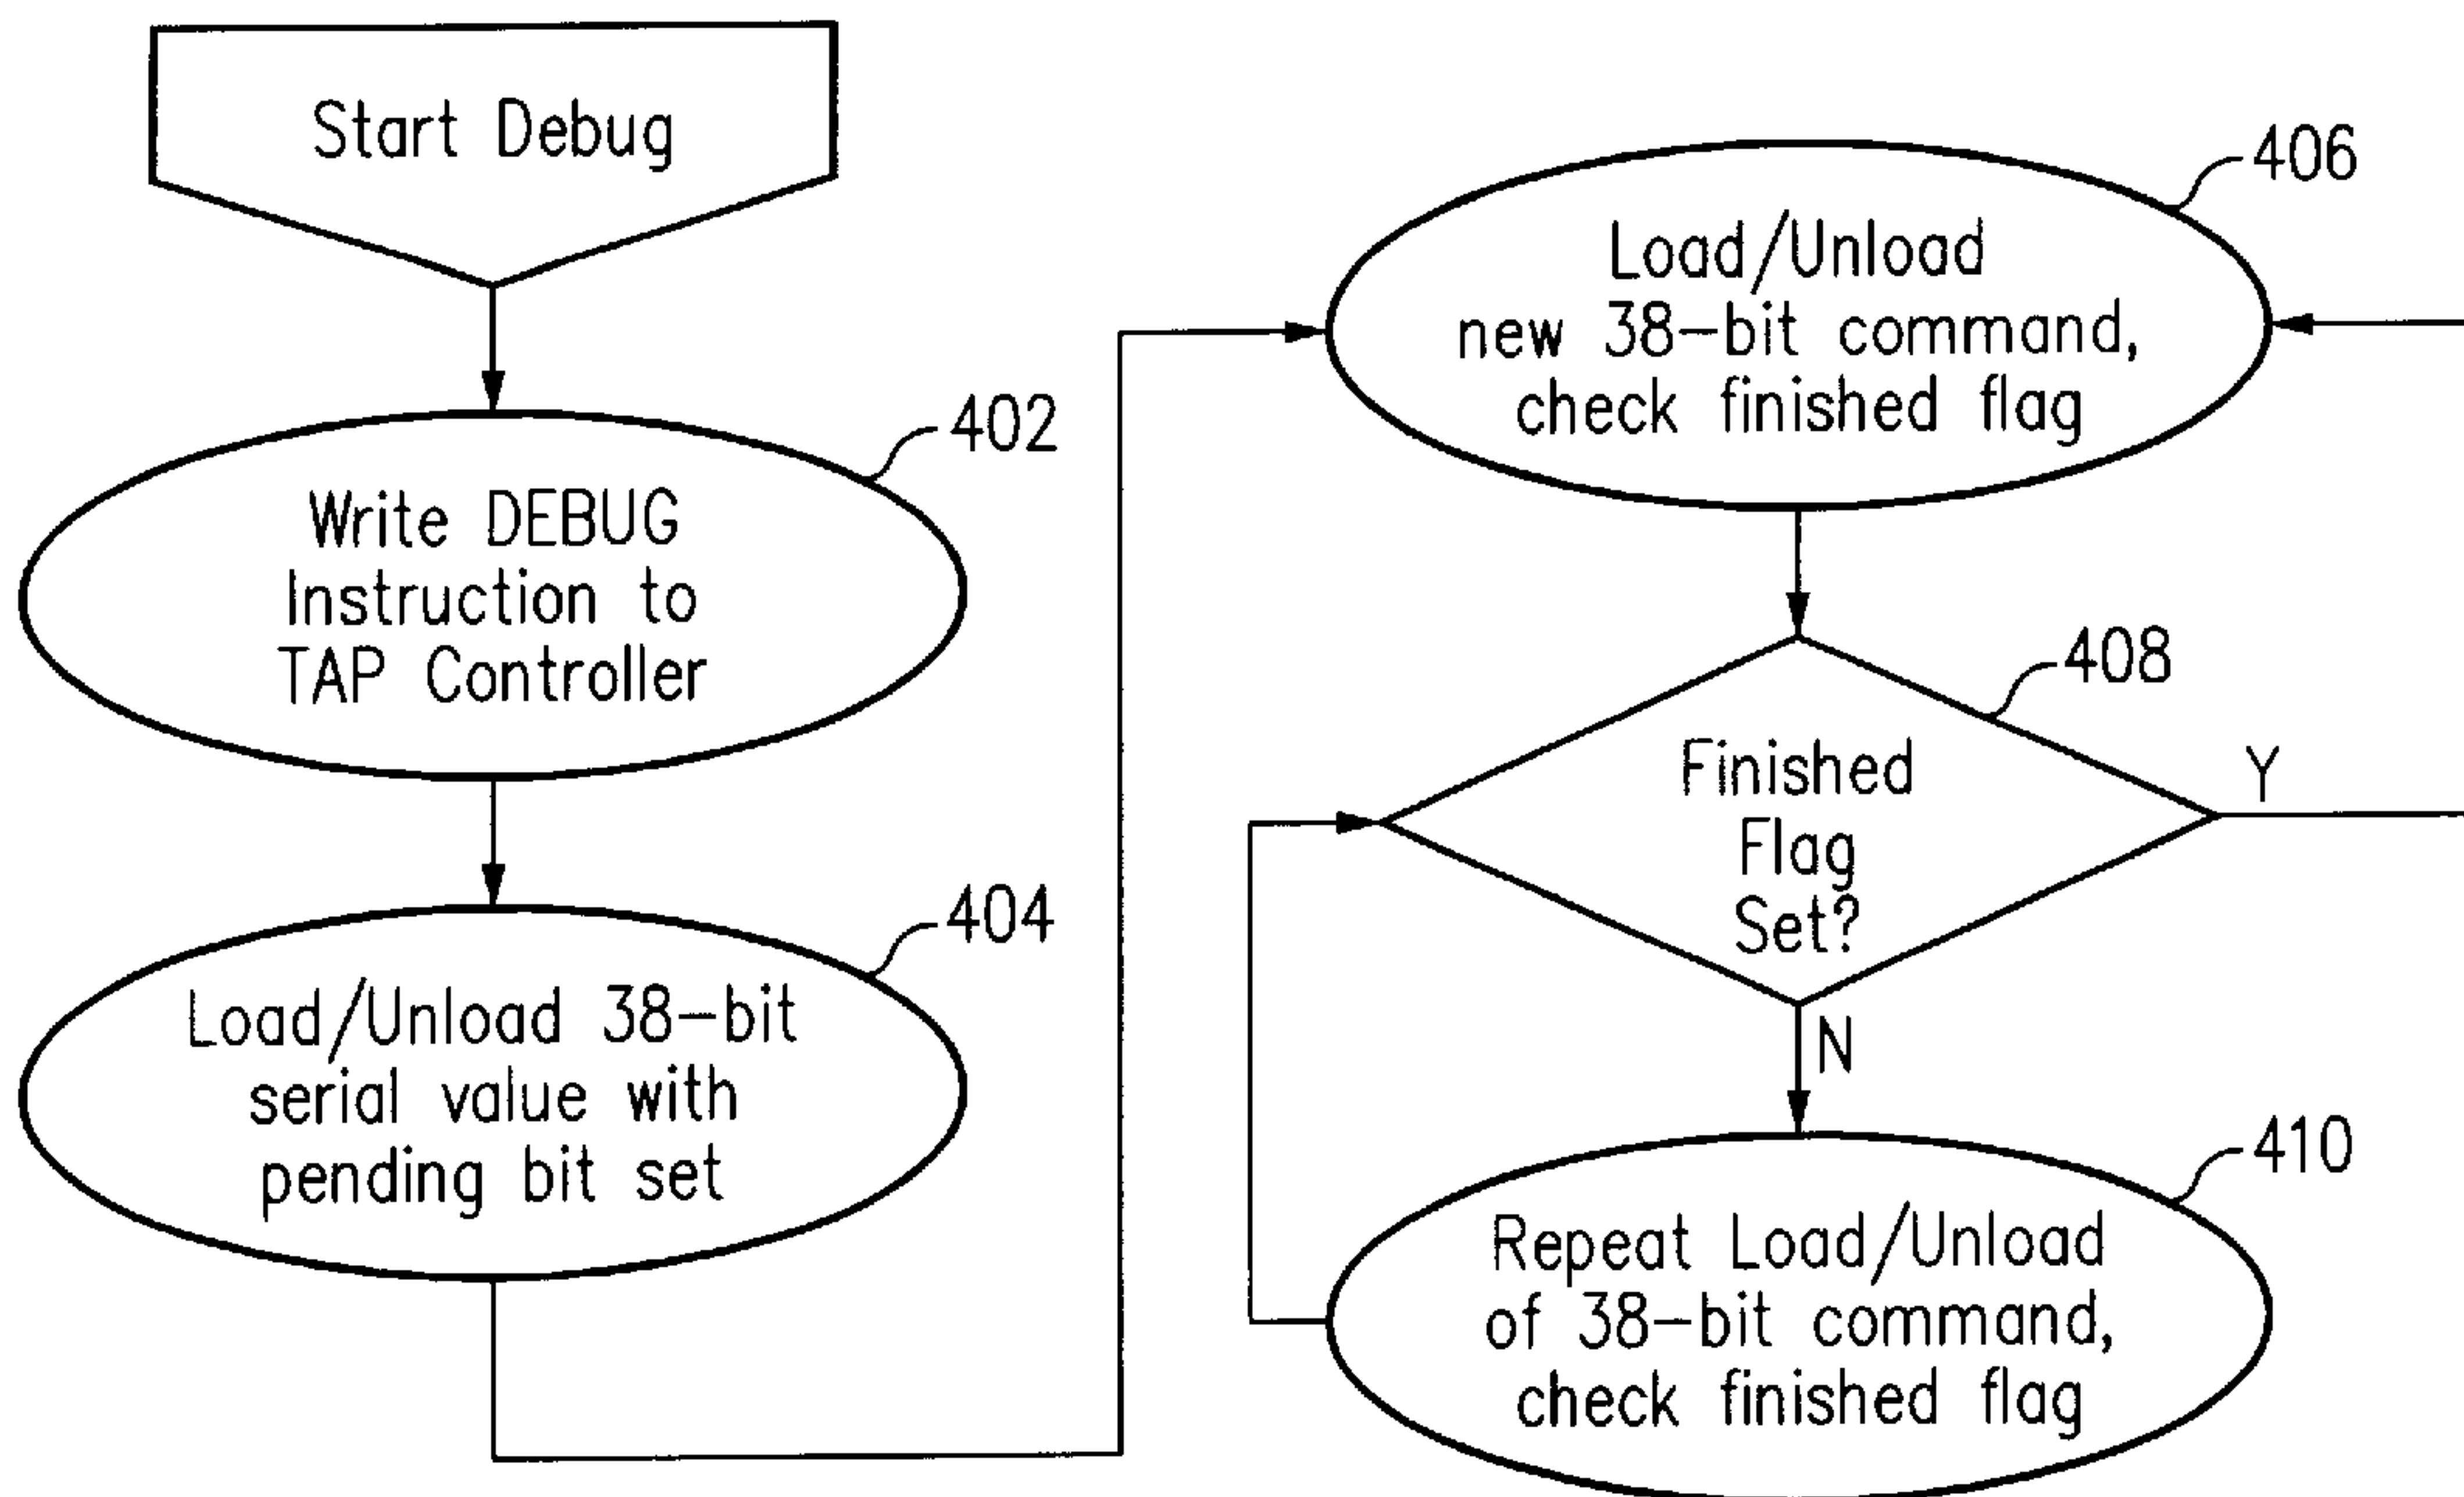 Start Debug
402
Write DEBUG
Instruction to
TAP Controller
404
Load/Unload 38-bit
serial value with
pending bit set
406
Load/Unload
new 38-bit command,
check finished flag
408
Finished
Flag
Set?
Y
N
410
Repeat Load/Unload
of 38-bit command,
check finished flag